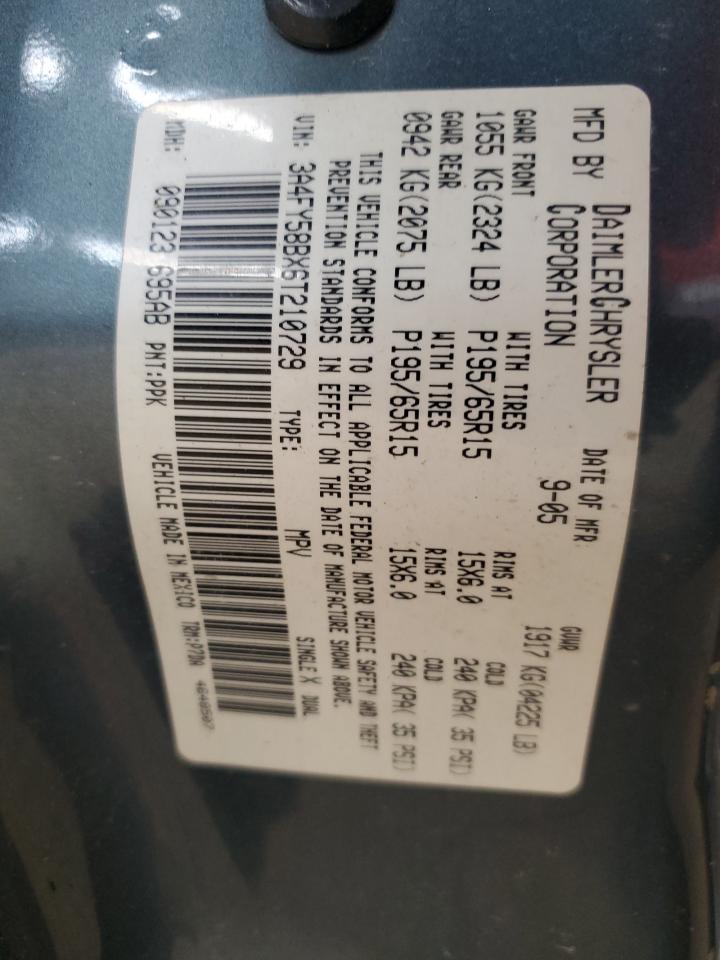 MFD BY DAIMLERCHRYSLER CORPORATION
DATE OF MFR 9-05
GVWR 1917 KG(04225 LB)
GAWR FRONT WITH TIRES RIMS AT COLD
1055 KG(2324 LB) P195/65R15 15X6.0 240 KPA( 35 PSI)
GAWR REAR WITH TIRES RIMS AT COLD
0942 KG(2075 LB) P195/65R15 15X6.0 240 KPA( 35 PSI)
THIS VEHICLE CONFORMS TO ALL APPLICABLE FEDERAL MOTOR VEHICLE SAFETY AND THEFT
PREVENTION STANDARDS IN EFFECT ON THE DATE OF MANUFACTURE SHOWN ABOVE.
VIN: 3A4FY58BX6T210729 TYPE: MPV SINGLE X DUAL
MDH: 090123 695AB PNT:PPK VEHICLE MADE IN MEXICO TRM:P7DA 4648507